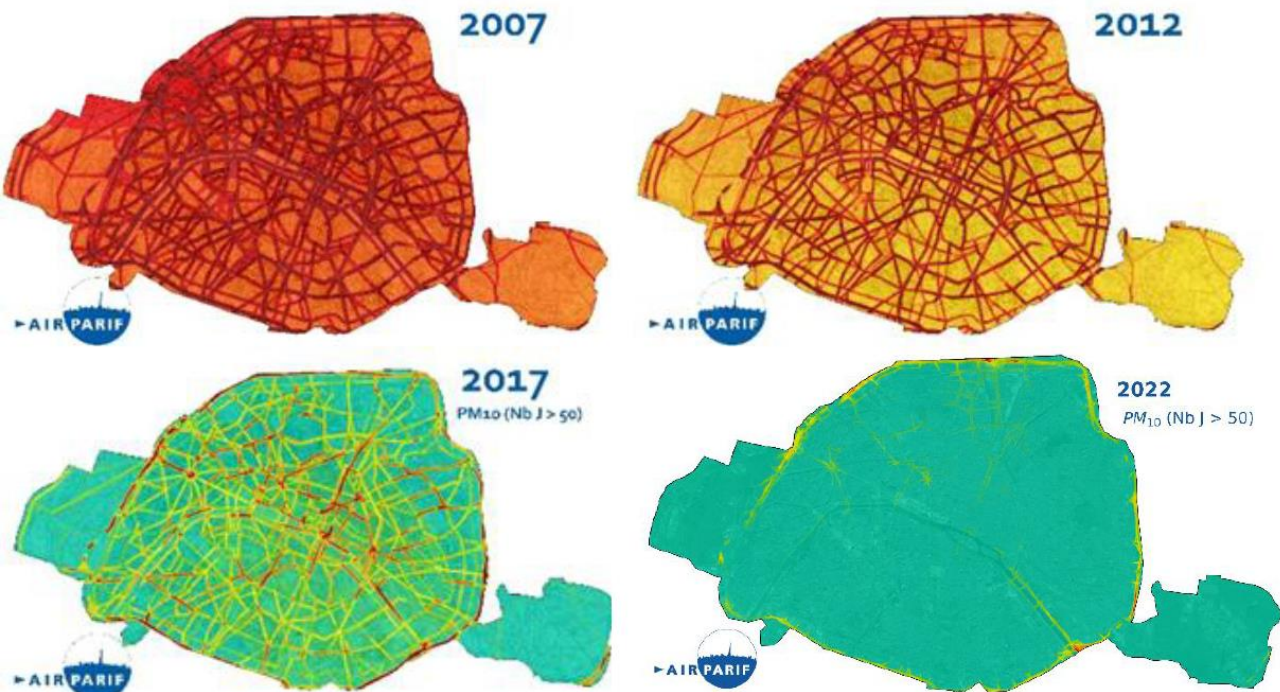 2007
2012
►AIRPARIF
►AIRPARIF
2017
PM10 (Nb J > 50)
2022
PM₁₀ (Nb J > 50)
►AIRPARIF
►AIRPARIF